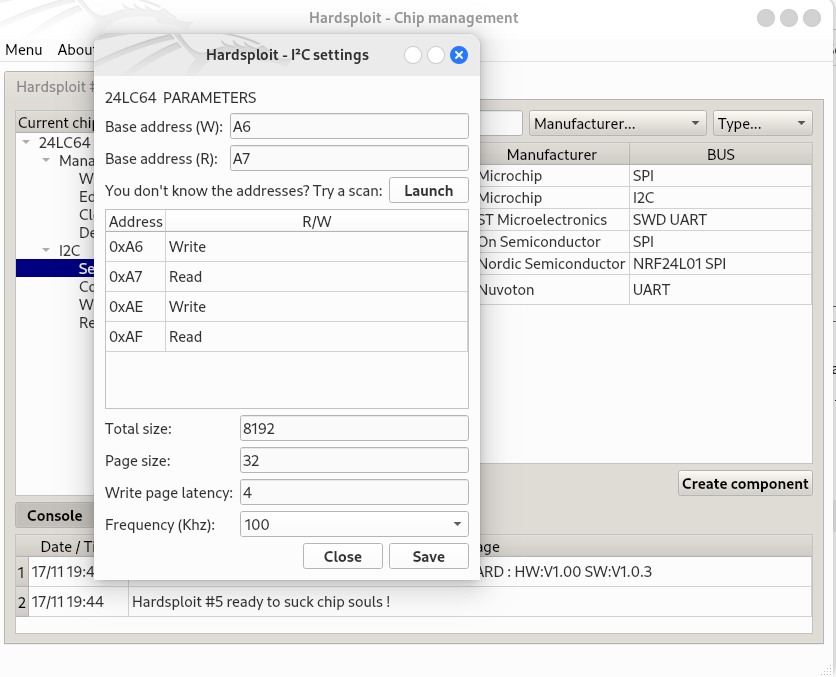 Hardsploit - Chip management
Menu Abou
Hardsploit - I²C settings
Hardsploit #
24LC64 PARAMETERS
Current chip
Base address (W): A6
Manufacturer... Type...
24LC64
Base address (R): A7
Manufacturer BUS
Mana
Microchip SPI
W
You don't know the addresses? Try a scan: Launch
Ed
Microchip I2C
Cl
Address R/W
ST Microelectronics SWD UART
De
0xA6 Write
On Semiconductor SPI
I2C
Se
0xA7 Read
Nordic Semiconductor NRF24L01 SPI
Co
Nuvoton UART
W
0xAE Write
Re
0xAF Read
Total size: 8192
Page size: 32
Create component
Write page latency: 4
Console
Frequency (Khz): 100
Date / Ti
age
Close Save
1 17/11 19:4
ARD : HW:V1.00 SW:V1.0.3
2 17/11 19:44 Hardsploit #5 ready to suck chip souls !